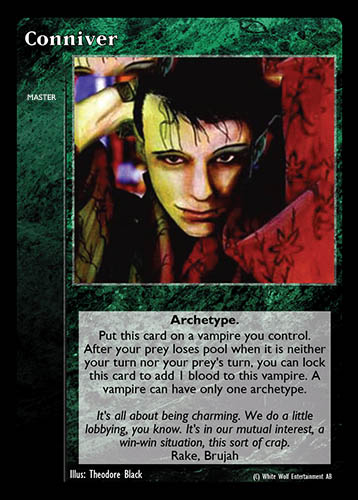 Conniver
MASTER
Archetype.
Put this card on a vampire you control.
After your prey loses pool when it is neither
your turn nor your prey's turn, you can lock
this card to add 1 blood to this vampire. A
vampire can have only one archetype.
It's all about being charming. We do a little
lobbying, you know. It's in our mutual interest, a
win-win situation, this sort of crap.
Rake, Brujah
Illus: Theodore Black
(C) White Wolf Entertainment AB